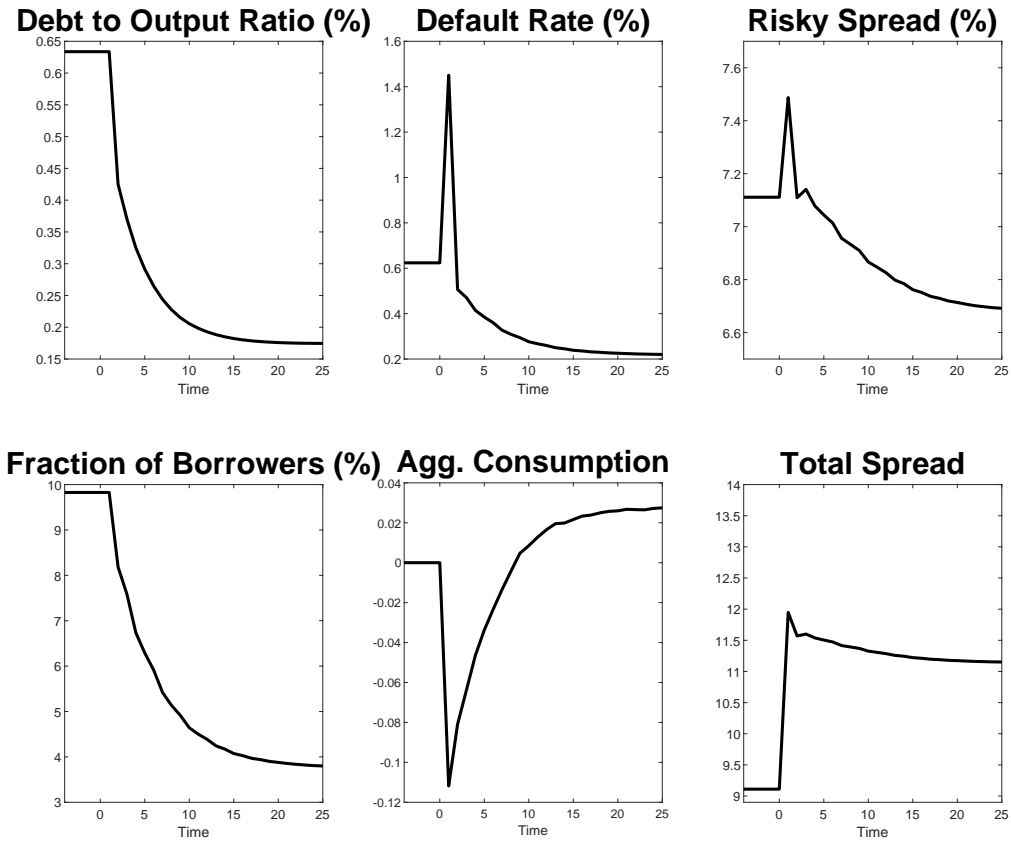 Debt to Output Ratio (%)
0.65
0.6
0.55
0.5
0.45
0.4
0.35
0.3
0.25
0.2
0.15
0 5 10 15 20 25
Time
Default Rate (%)
1.6
1.4
1.2
1
0.8
0.6
0.4
0.2
0 5 10 15 20 25
Time
Risky Spread (%)
7.6
7.4
7.2
7
6.8
6.6
0 5 10 15 20 25
Time
Fraction of Borrowers (%)
10
9
8
7
6
5
4
3
0 5 10 15 20 25
Time
Agg. Consumption
0.04
0.02
0
-0.02
-0.04
-0.06
-0.08
-0.1
-0.12
0 5 10 15 20 25
Time
Total Spread
14
13.5
13
12.5
12
11.5
11
10.5
10
9.5
9
0 5 10 15 20 25
Time